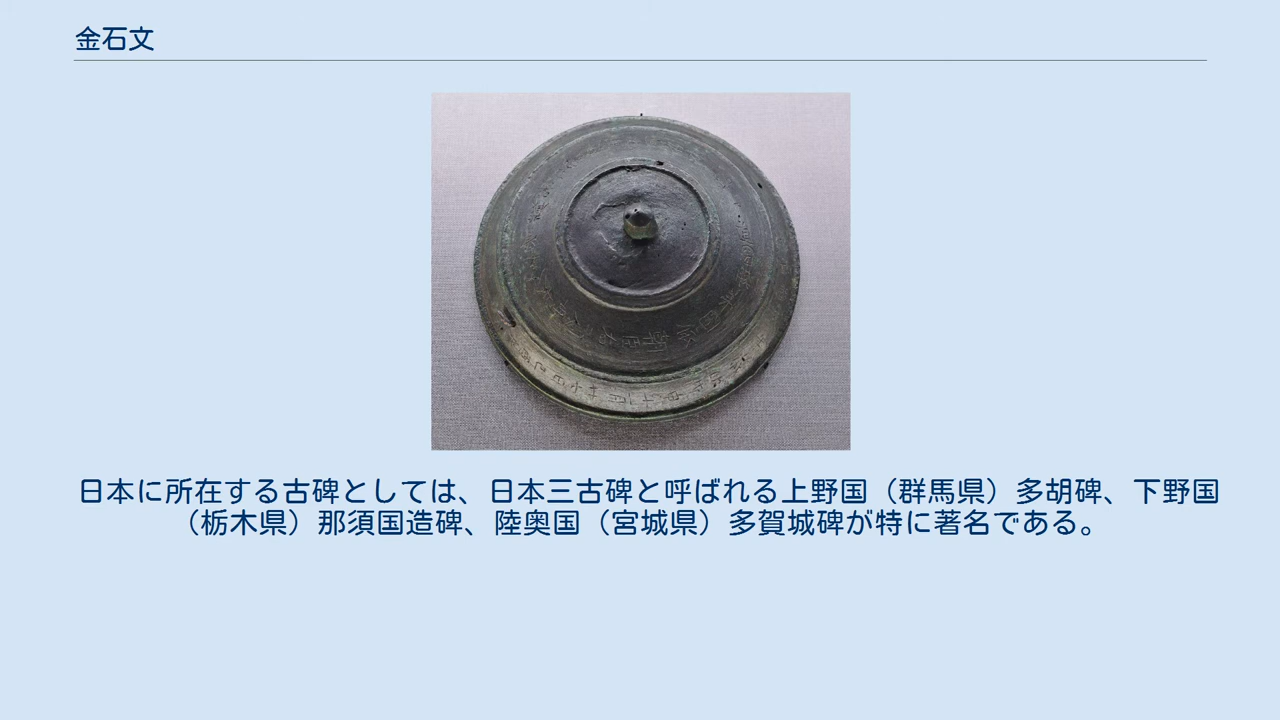 金石文
日本に所在する古碑としては、日本三古碑と呼ばれる上野国（群馬県）多胡碑、下野国
（栃木県）那須国造碑、陸奥国（宮城県）多賀城碑が特に著名である。